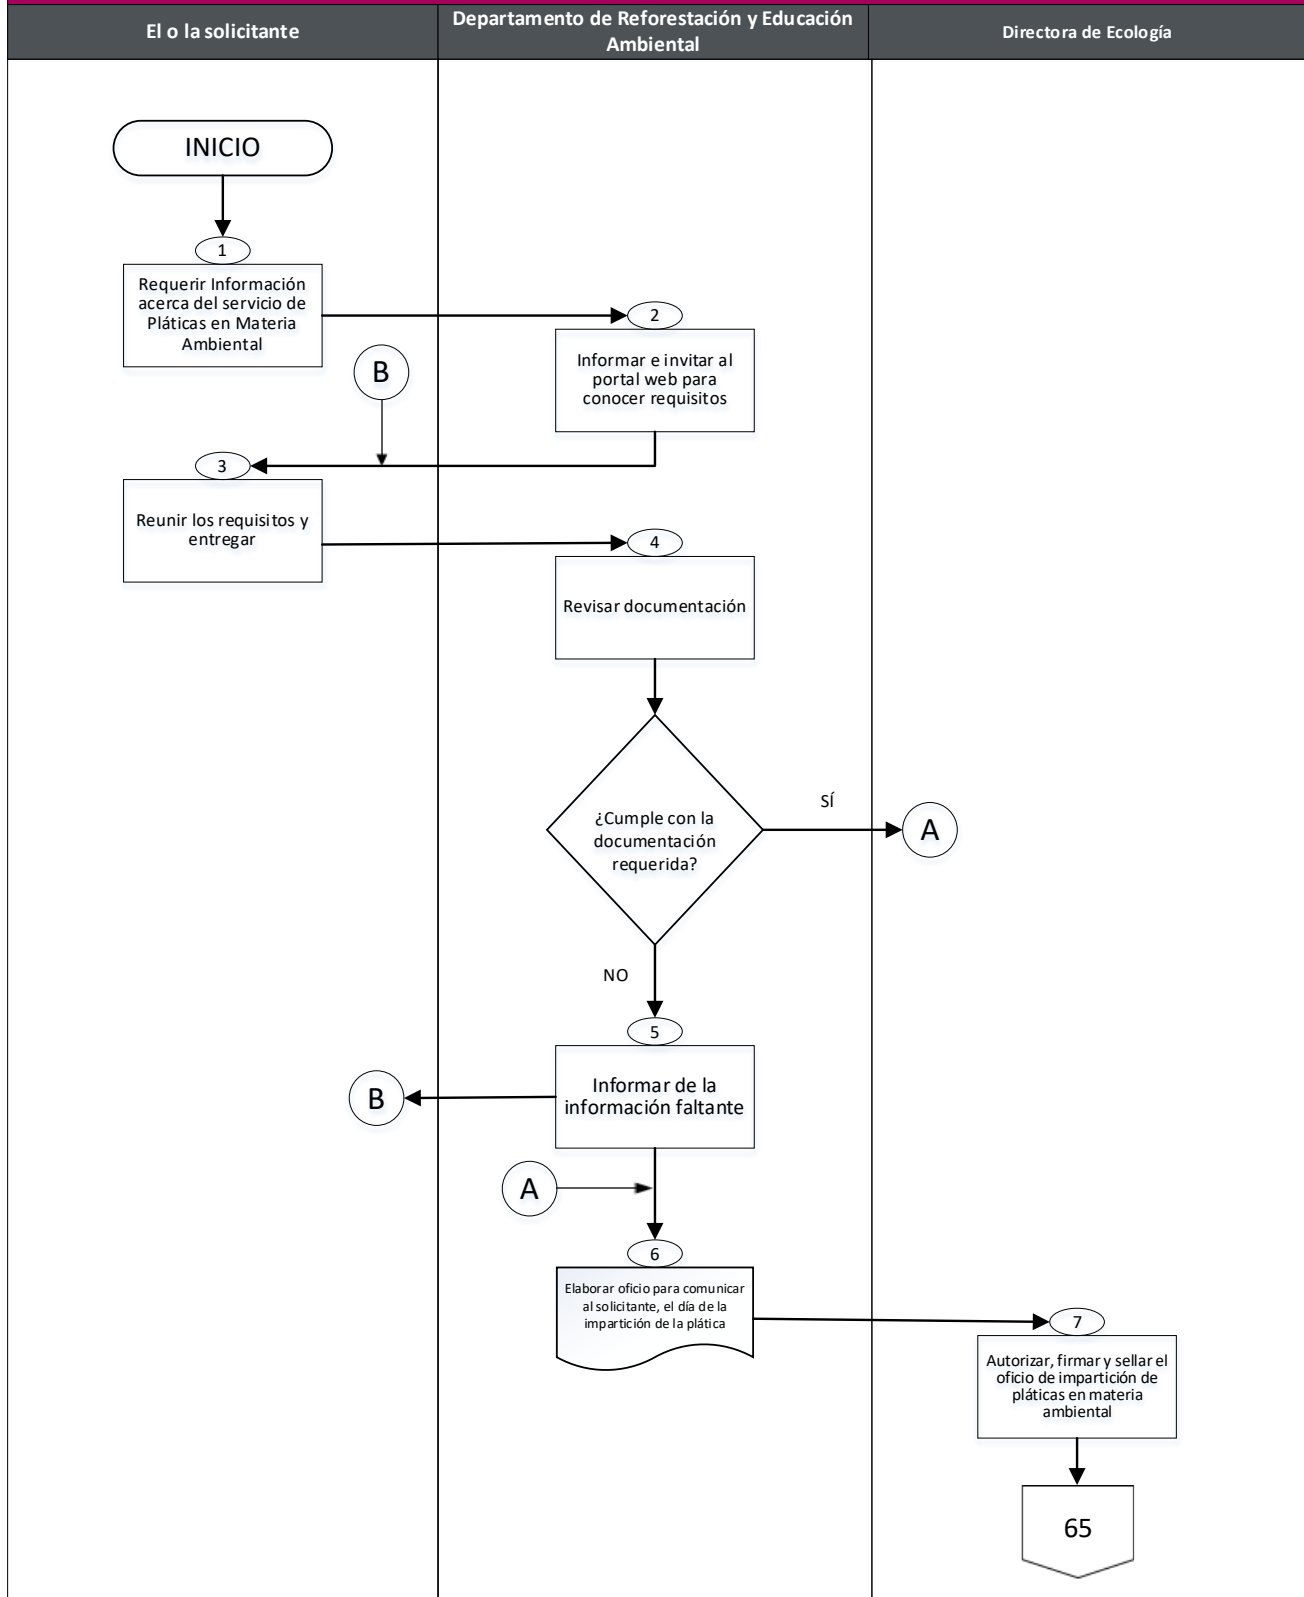 El o la solicitante
Departamento de Reforestación y Educación
Ambiental
Directora de Ecología
INICIO
1
Requerir Información
acerca del servicio de
Pláticas en Materia
Ambiental
2
Informar e invitar al
portal web para
conocer requisitos
B
3
Reunir los requisitos y
entregar
4
Revisar documentación
¿Cumple con la
documentación
requerida?
SÍ
A
NO
5
Informar de la
información faltante
B
A
6
Elaborar oficio para comunicar
al solicitante, el día de la
impartición de la plática
7
Autorizar, firmar y sellar el
oficio de impartición de
pláticas en materia
ambiental
65